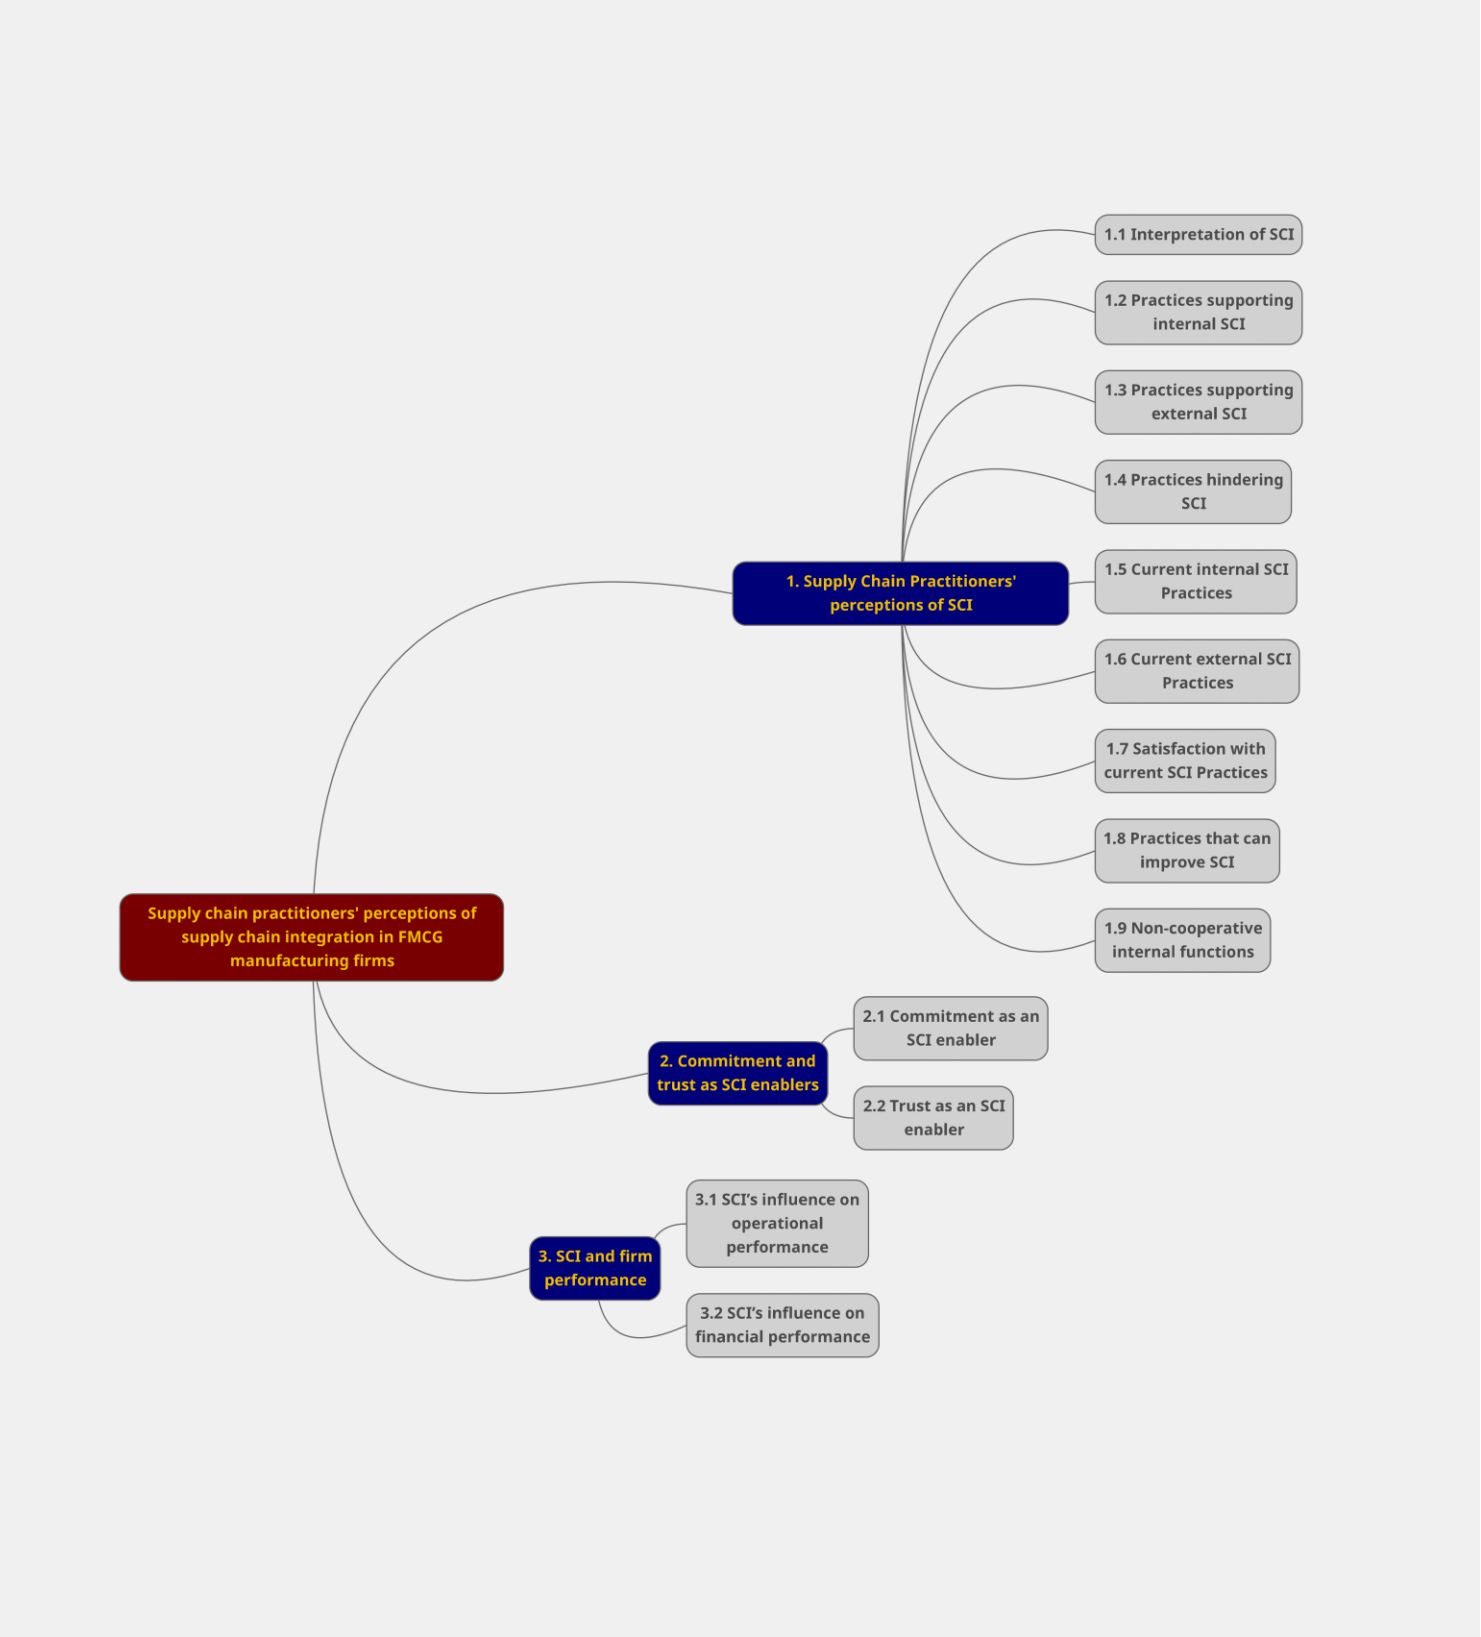 1.1 Interpretation of SCI
1.2 Practices supporting
internal SCI
1.3 Practices supporting
external SCI
1.4 Practices hindering
SCI
1. Supply Chain Practitioners'
perceptions of SCI
1.5 Current internal SCI
Practices
1.6 Current external SCI
Practices
1.7 Satisfaction with
current SCI Practices
1.8 Practices that can
improve SCI
1.9 Non-cooperative
internal functions
Supply chain practitioners' perceptions of
supply chain integration in FMCG
manufacturing firms
2.1 Commitment as an
SCI enabler
2. Commitment and
trust as SCI enablers
2.2 Trust as an SCI
enabler
3.1 SCI’s influence on
operational
performance
3. SCI and firm
performance
3.2 SCI’s influence on
financial performance